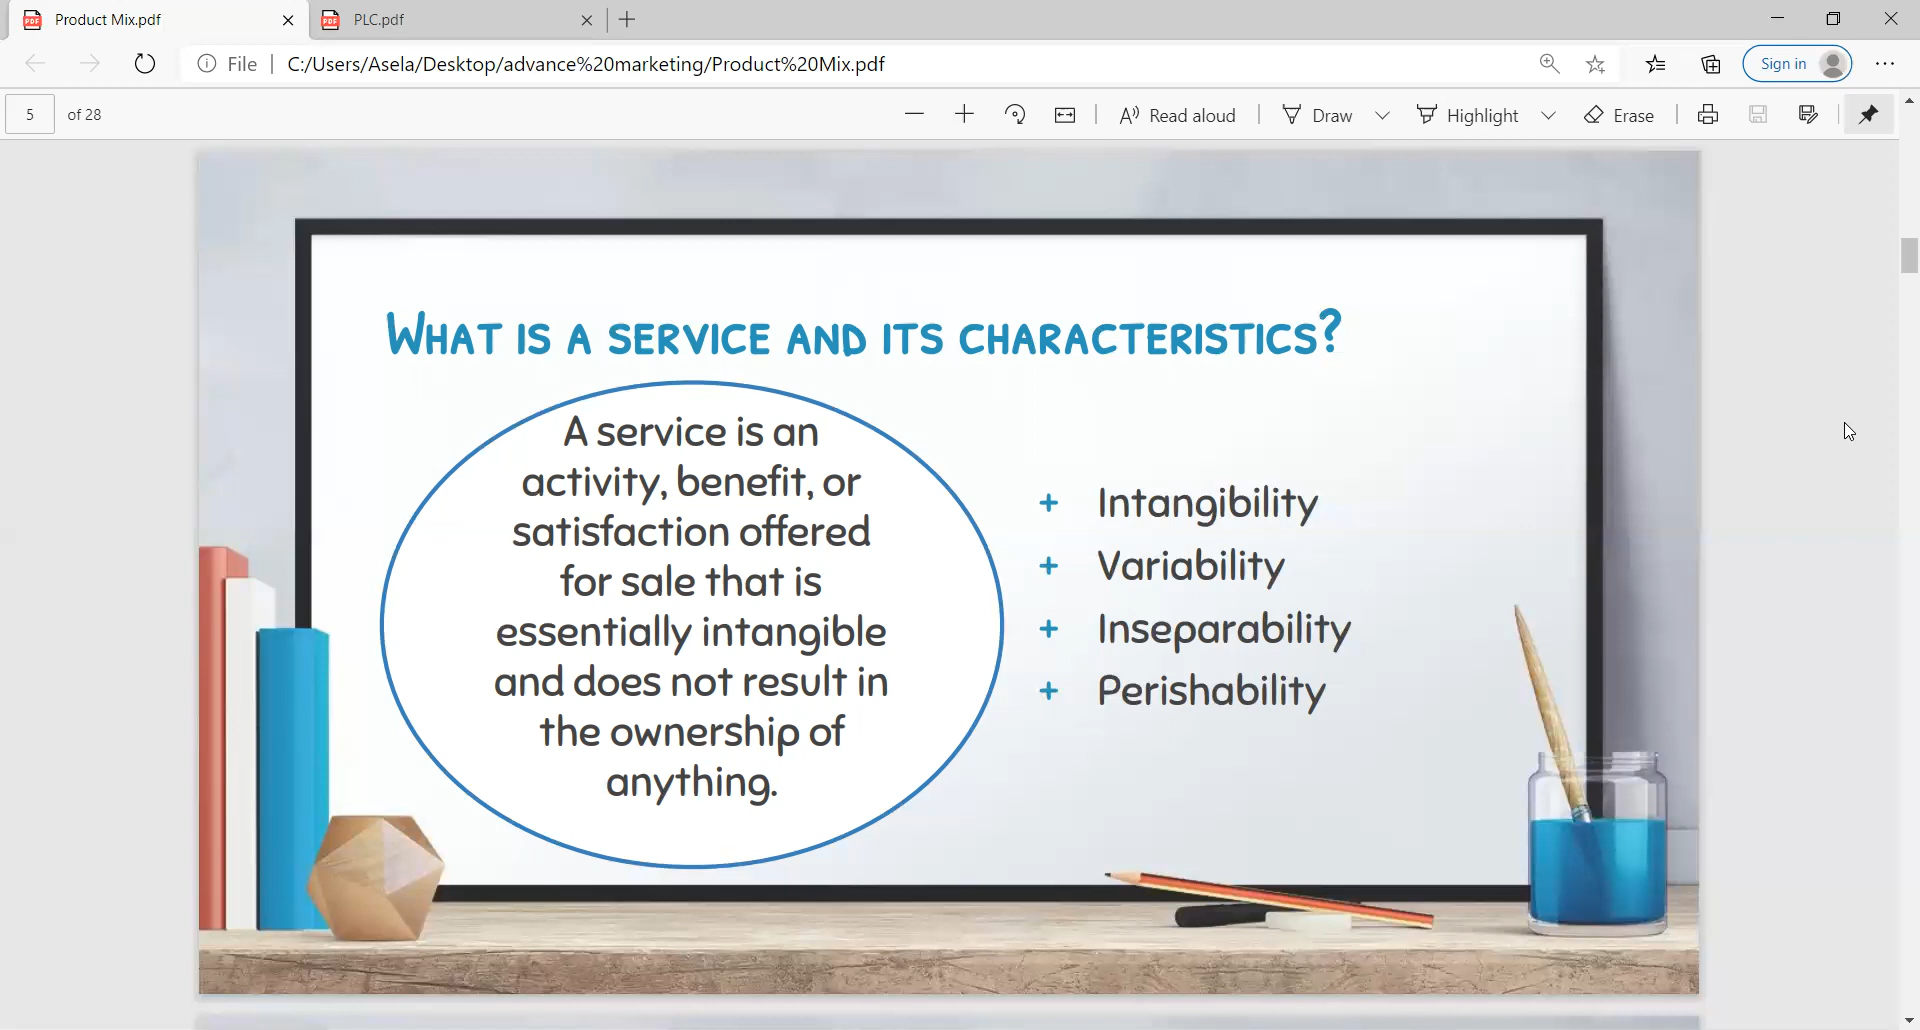 Product Mix.pdf
PLC.pdf
File
C:/Users/Asela/Desktop/advance%20marketing/Product%20Mix.pdf
Sign in
5 of 28
Read aloud
Draw
Highlight
Erase
What is a service and its characteristics?
A service is an
activity, benefit, or
satisfaction offered
for sale that is
essentially intangible
and does not result in
the ownership of
anything.
+ Intangibility
+ Variability
+ Inseparability
+ Perishability